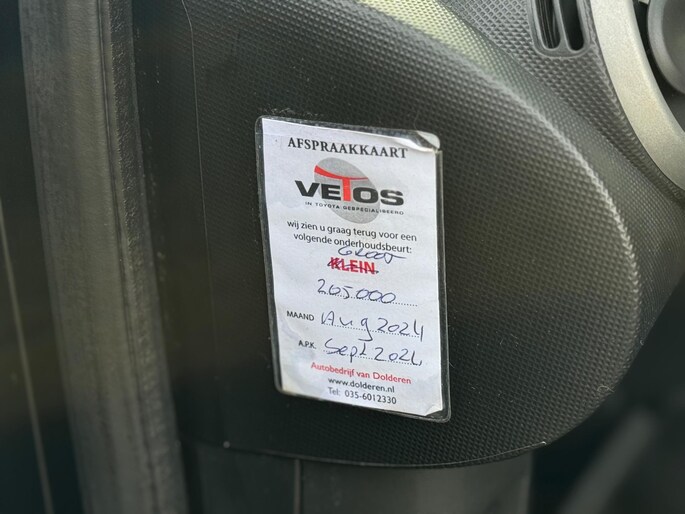 AFSPRAAKKAART
VETOS
IN TOYOTA GESPECIALISEERD
wij zien u graag terug voor een
volgende onderhoudsbeurt:
Groot
KLEIN
205.000
MAAND Aug 2024
A.P.K. Sept 2024
Autobedrijf van Dolderen
www.dolderen.nl
Tel: 035-6012330